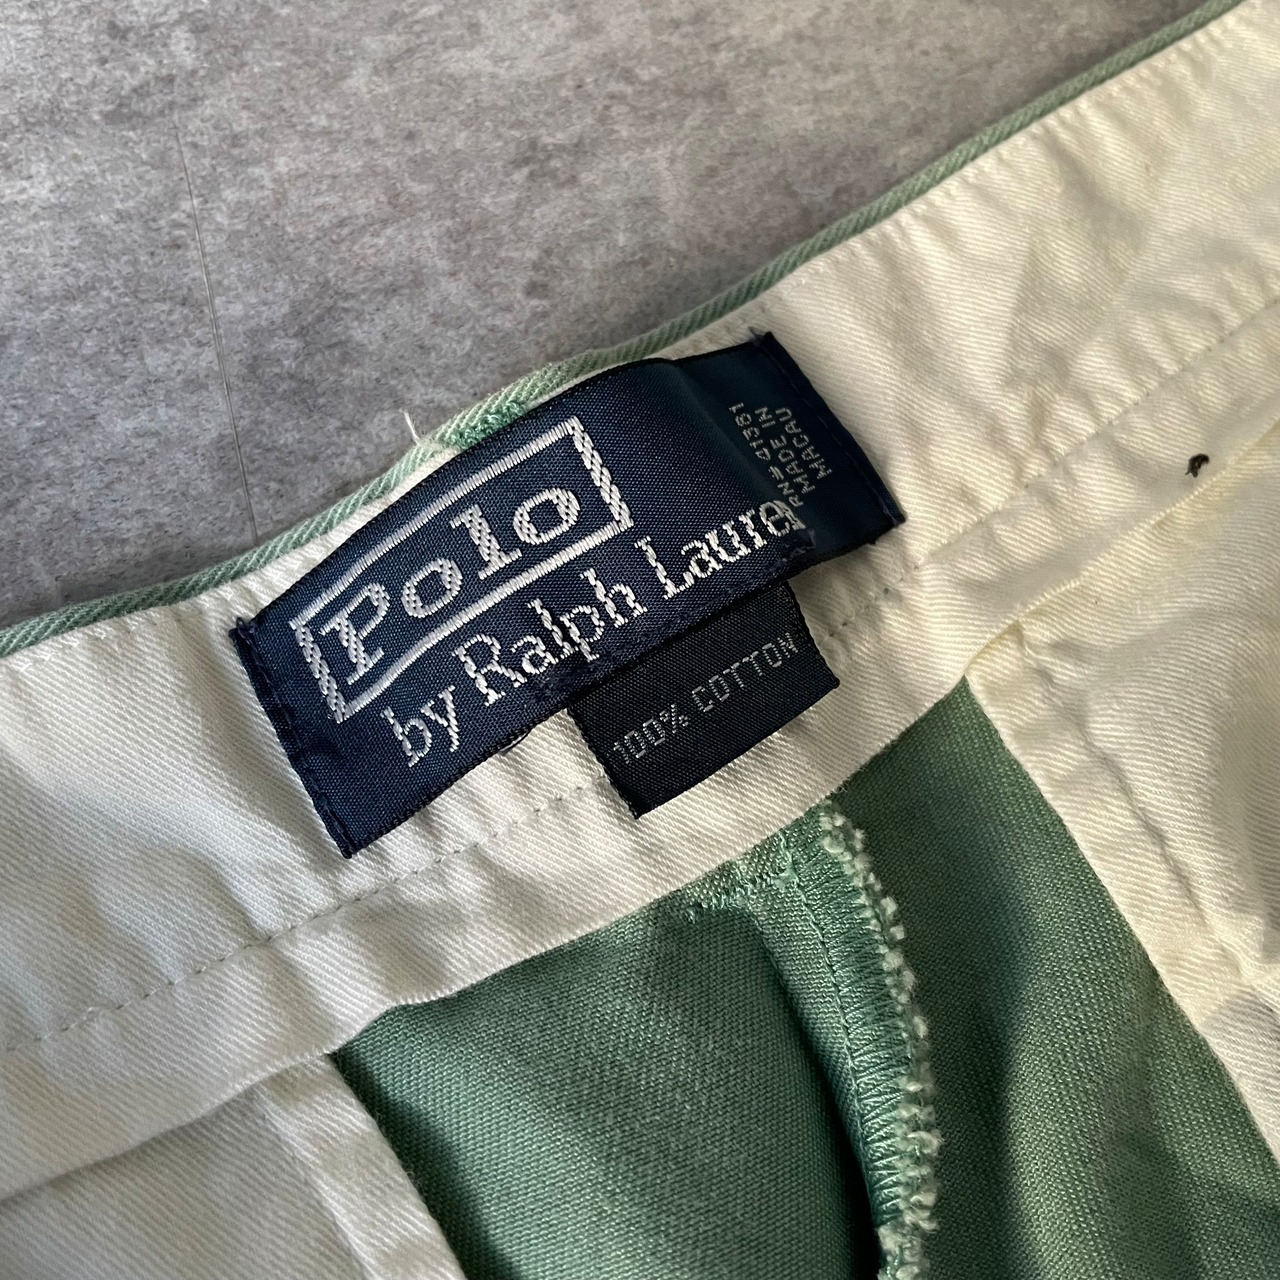 Polo
by Ralph Lauren
RN#41381
MADE IN
MACAU
100% COTTON